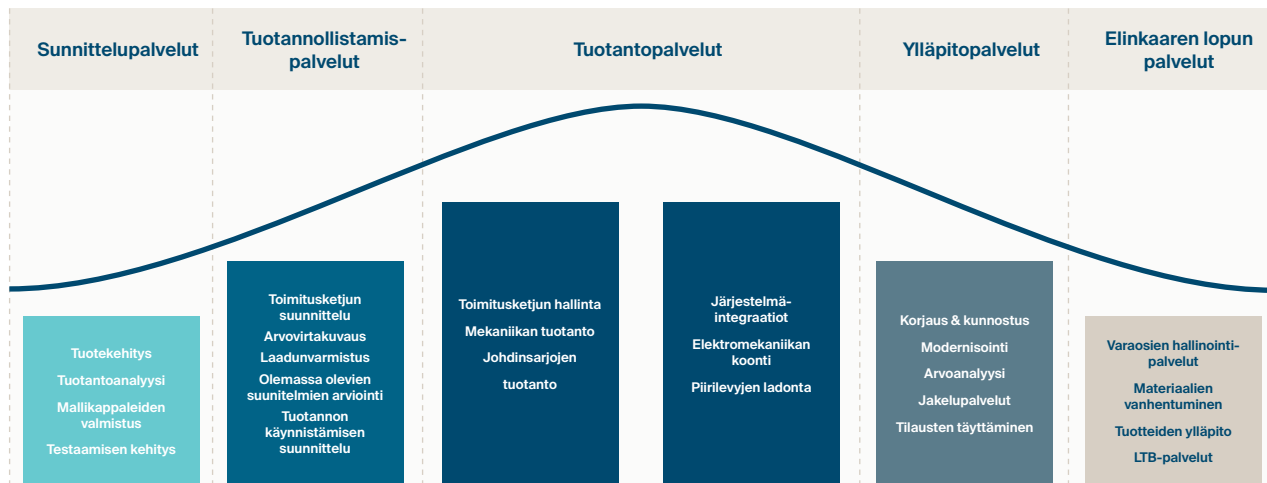 Sunnittelupalvelut
Tuotannollistamis-
palvelut
Tuotantopalvelut
Ylläpitopalvelut
Elinkaaren lopun
palvelut
Tuotekehitys
Tuotantoanalyysi
Mallikappaleiden
valmistus
Testaamisen kehitys
Toimitusketjun
suunnittelu
Arvovirtakuvaus
Laadunvarmistus
Olemassa olevien
suunitelmien arviointi
Tuotannon
käynnistämisen
suunnittelu
Toimitusketjun hallinta
Mekaniikan tuotanto
Johdinsarjojen
tuotanto
Järjestelmä-
integraatiot
Elektromekaniikan
koonti
Piirilevyjen ladonta
Korjaus & kunnostus
Modernisointi
Arvoanalyysi
Jakelupalvelut
Tilausten täyttäminen
Varaosien hallinointi-
palvelut
Materiaalien
vanhentuminen
Tuotteiden ylläpito
LTB-palvelut